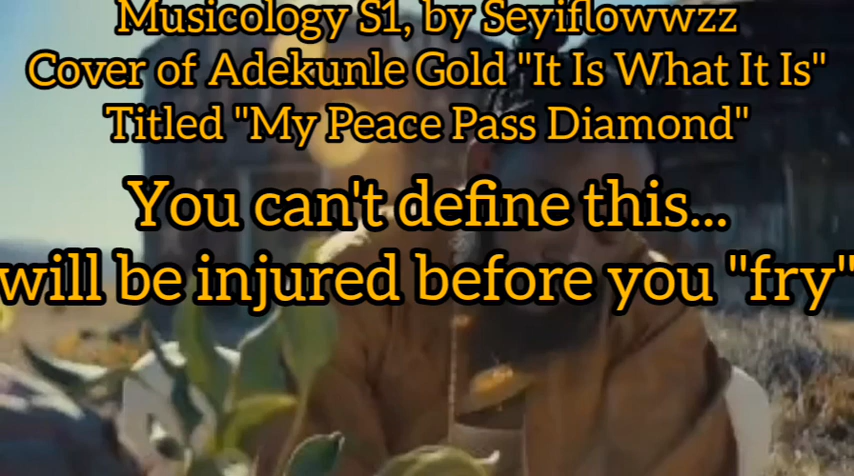 Musicology S1, by Seyiflowwzz
Cover of Adekunle Gold "It Is What It Is"
Titled "My Peace Pass Diamond"
You can't define this...
will be injured before you "fry"